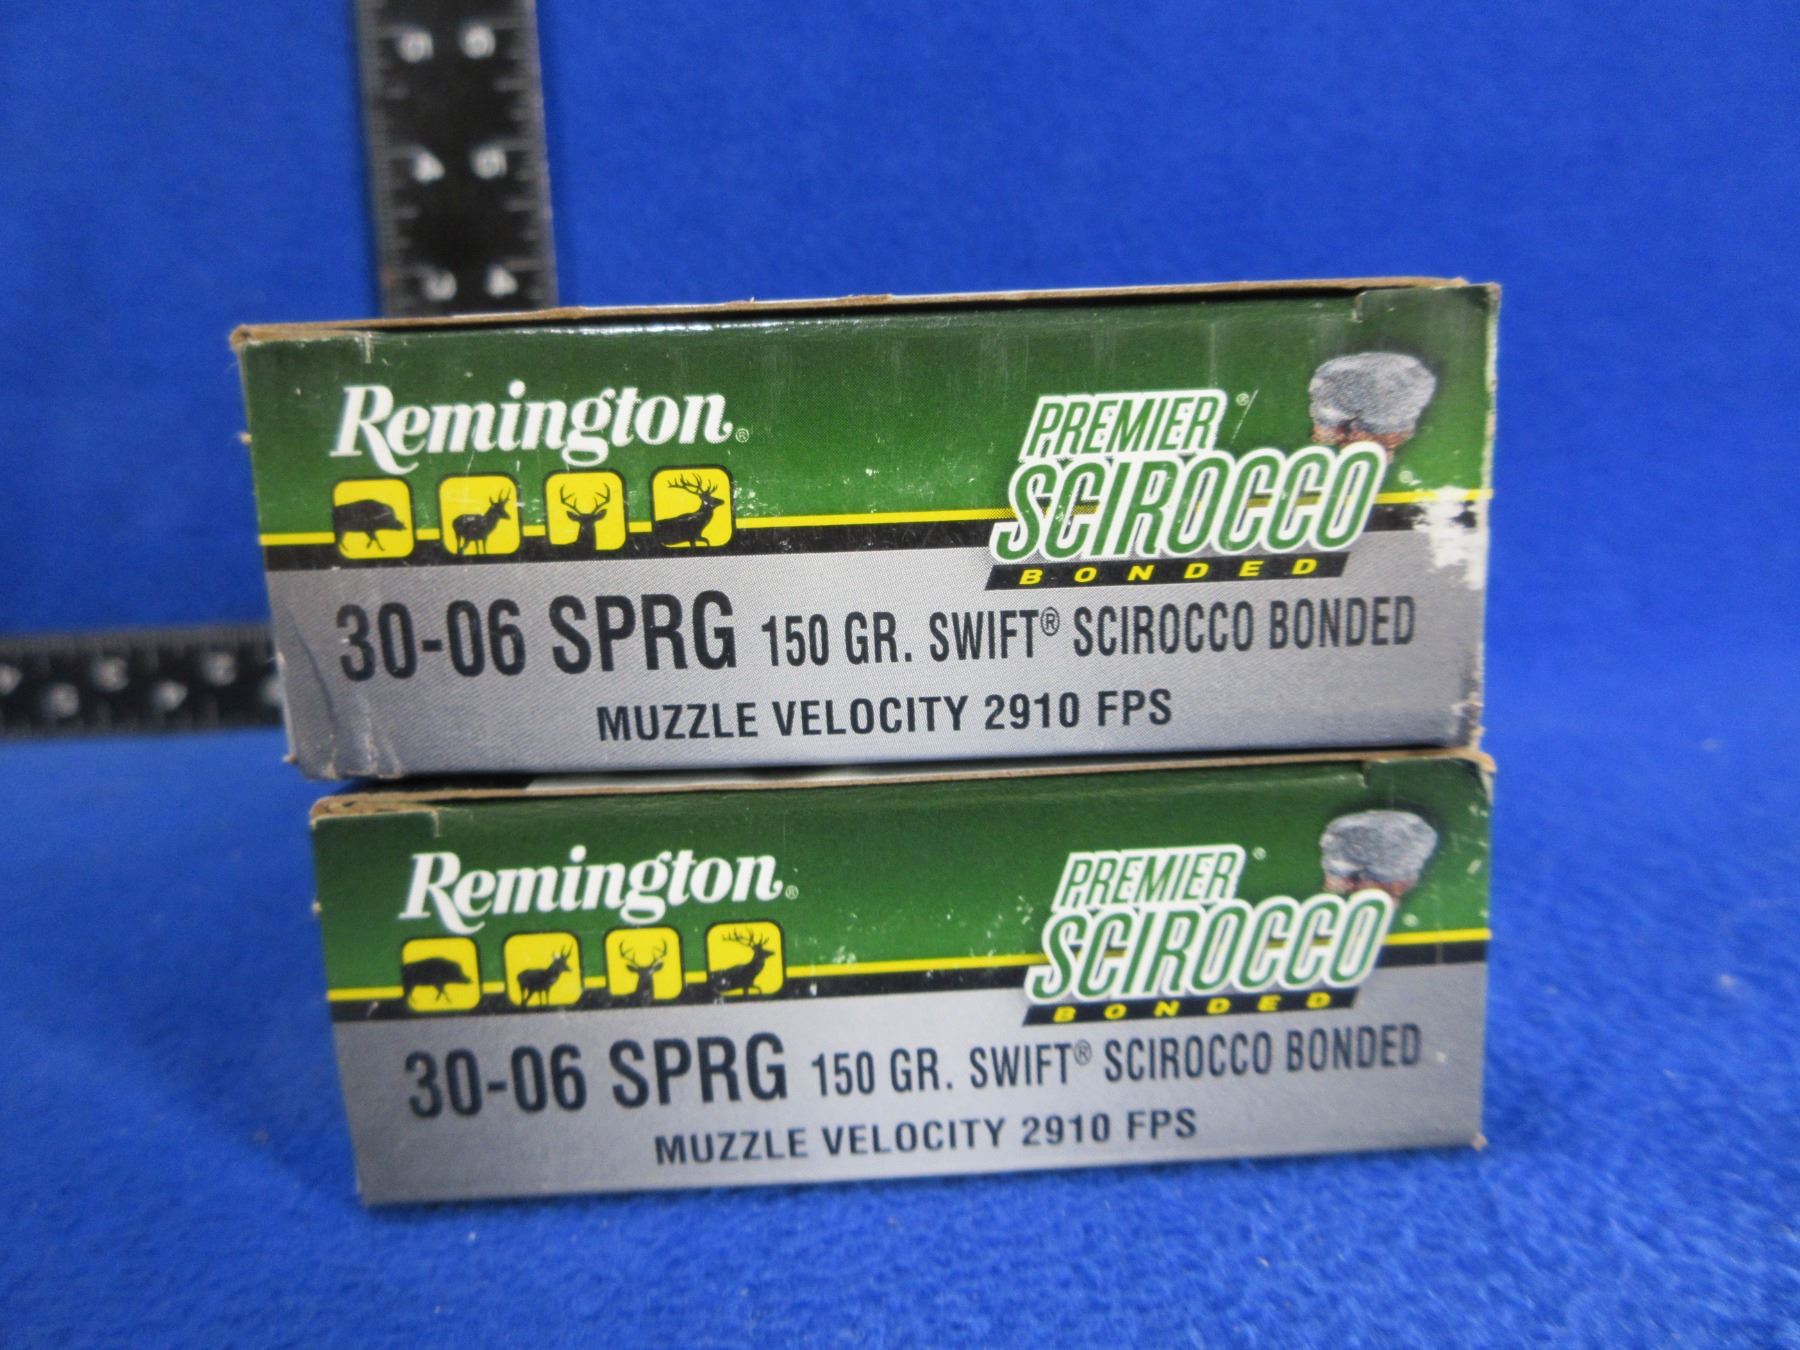 Remington®
PREMIER®
SCIROCCO
BONDED
30-06 SPRG 150 GR. SWIFT® SCIROCCO BONDED
MUZZLE VELOCITY 2910 FPS
Remington®
PREMIER
SCIROCCO
BONDED
30-06 SPRG 150 GR. SWIFT® SCIROCCO BONDED
MUZZLE VELOCITY 2910 FPS